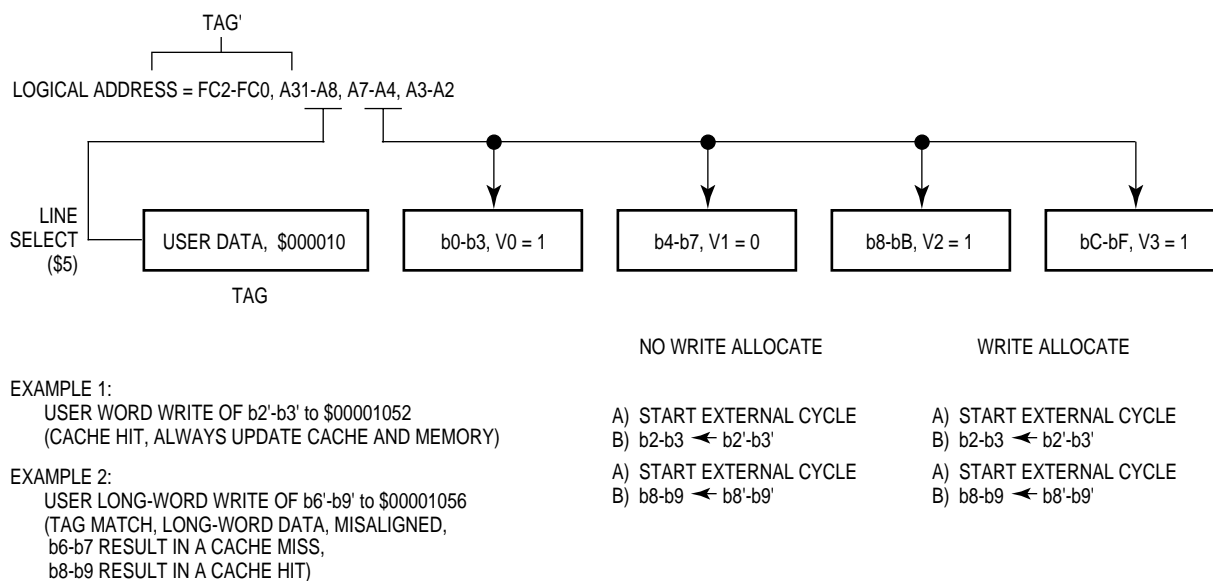 TAG'
LOGICAL ADDRESS = FC2-FC0, A31-A8, A7-A4, A3-A2
LINE
SELECT
($5)
USER DATA, $000010
b0-b3, V0 = 1
b4-b7, V1 = 0
b8-bB, V2 = 1
bC-bF, V3 = 1
TAG
NO WRITE ALLOCATE
WRITE ALLOCATE
EXAMPLE 1:
USER WORD WRITE OF b2'-b3' to $00001052
(CACHE HIT, ALWAYS UPDATE CACHE AND MEMORY)
A) START EXTERNAL CYCLE
B) b2-b3 ← b2'-b3'
A) START EXTERNAL CYCLE
B) b2-b3 ← b2'-b3'
EXAMPLE 2:
USER LONG-WORD WRITE OF b6'-b9' to $00001056
(TAG MATCH, LONG-WORD DATA, MISALIGNED,
b6-b7 RESULT IN A CACHE MISS,
b8-b9 RESULT IN A CACHE HIT)
A) START EXTERNAL CYCLE
B) b8-b9 ← b8'-b9'
A) START EXTERNAL CYCLE
B) b8-b9 ← b8'-b9'